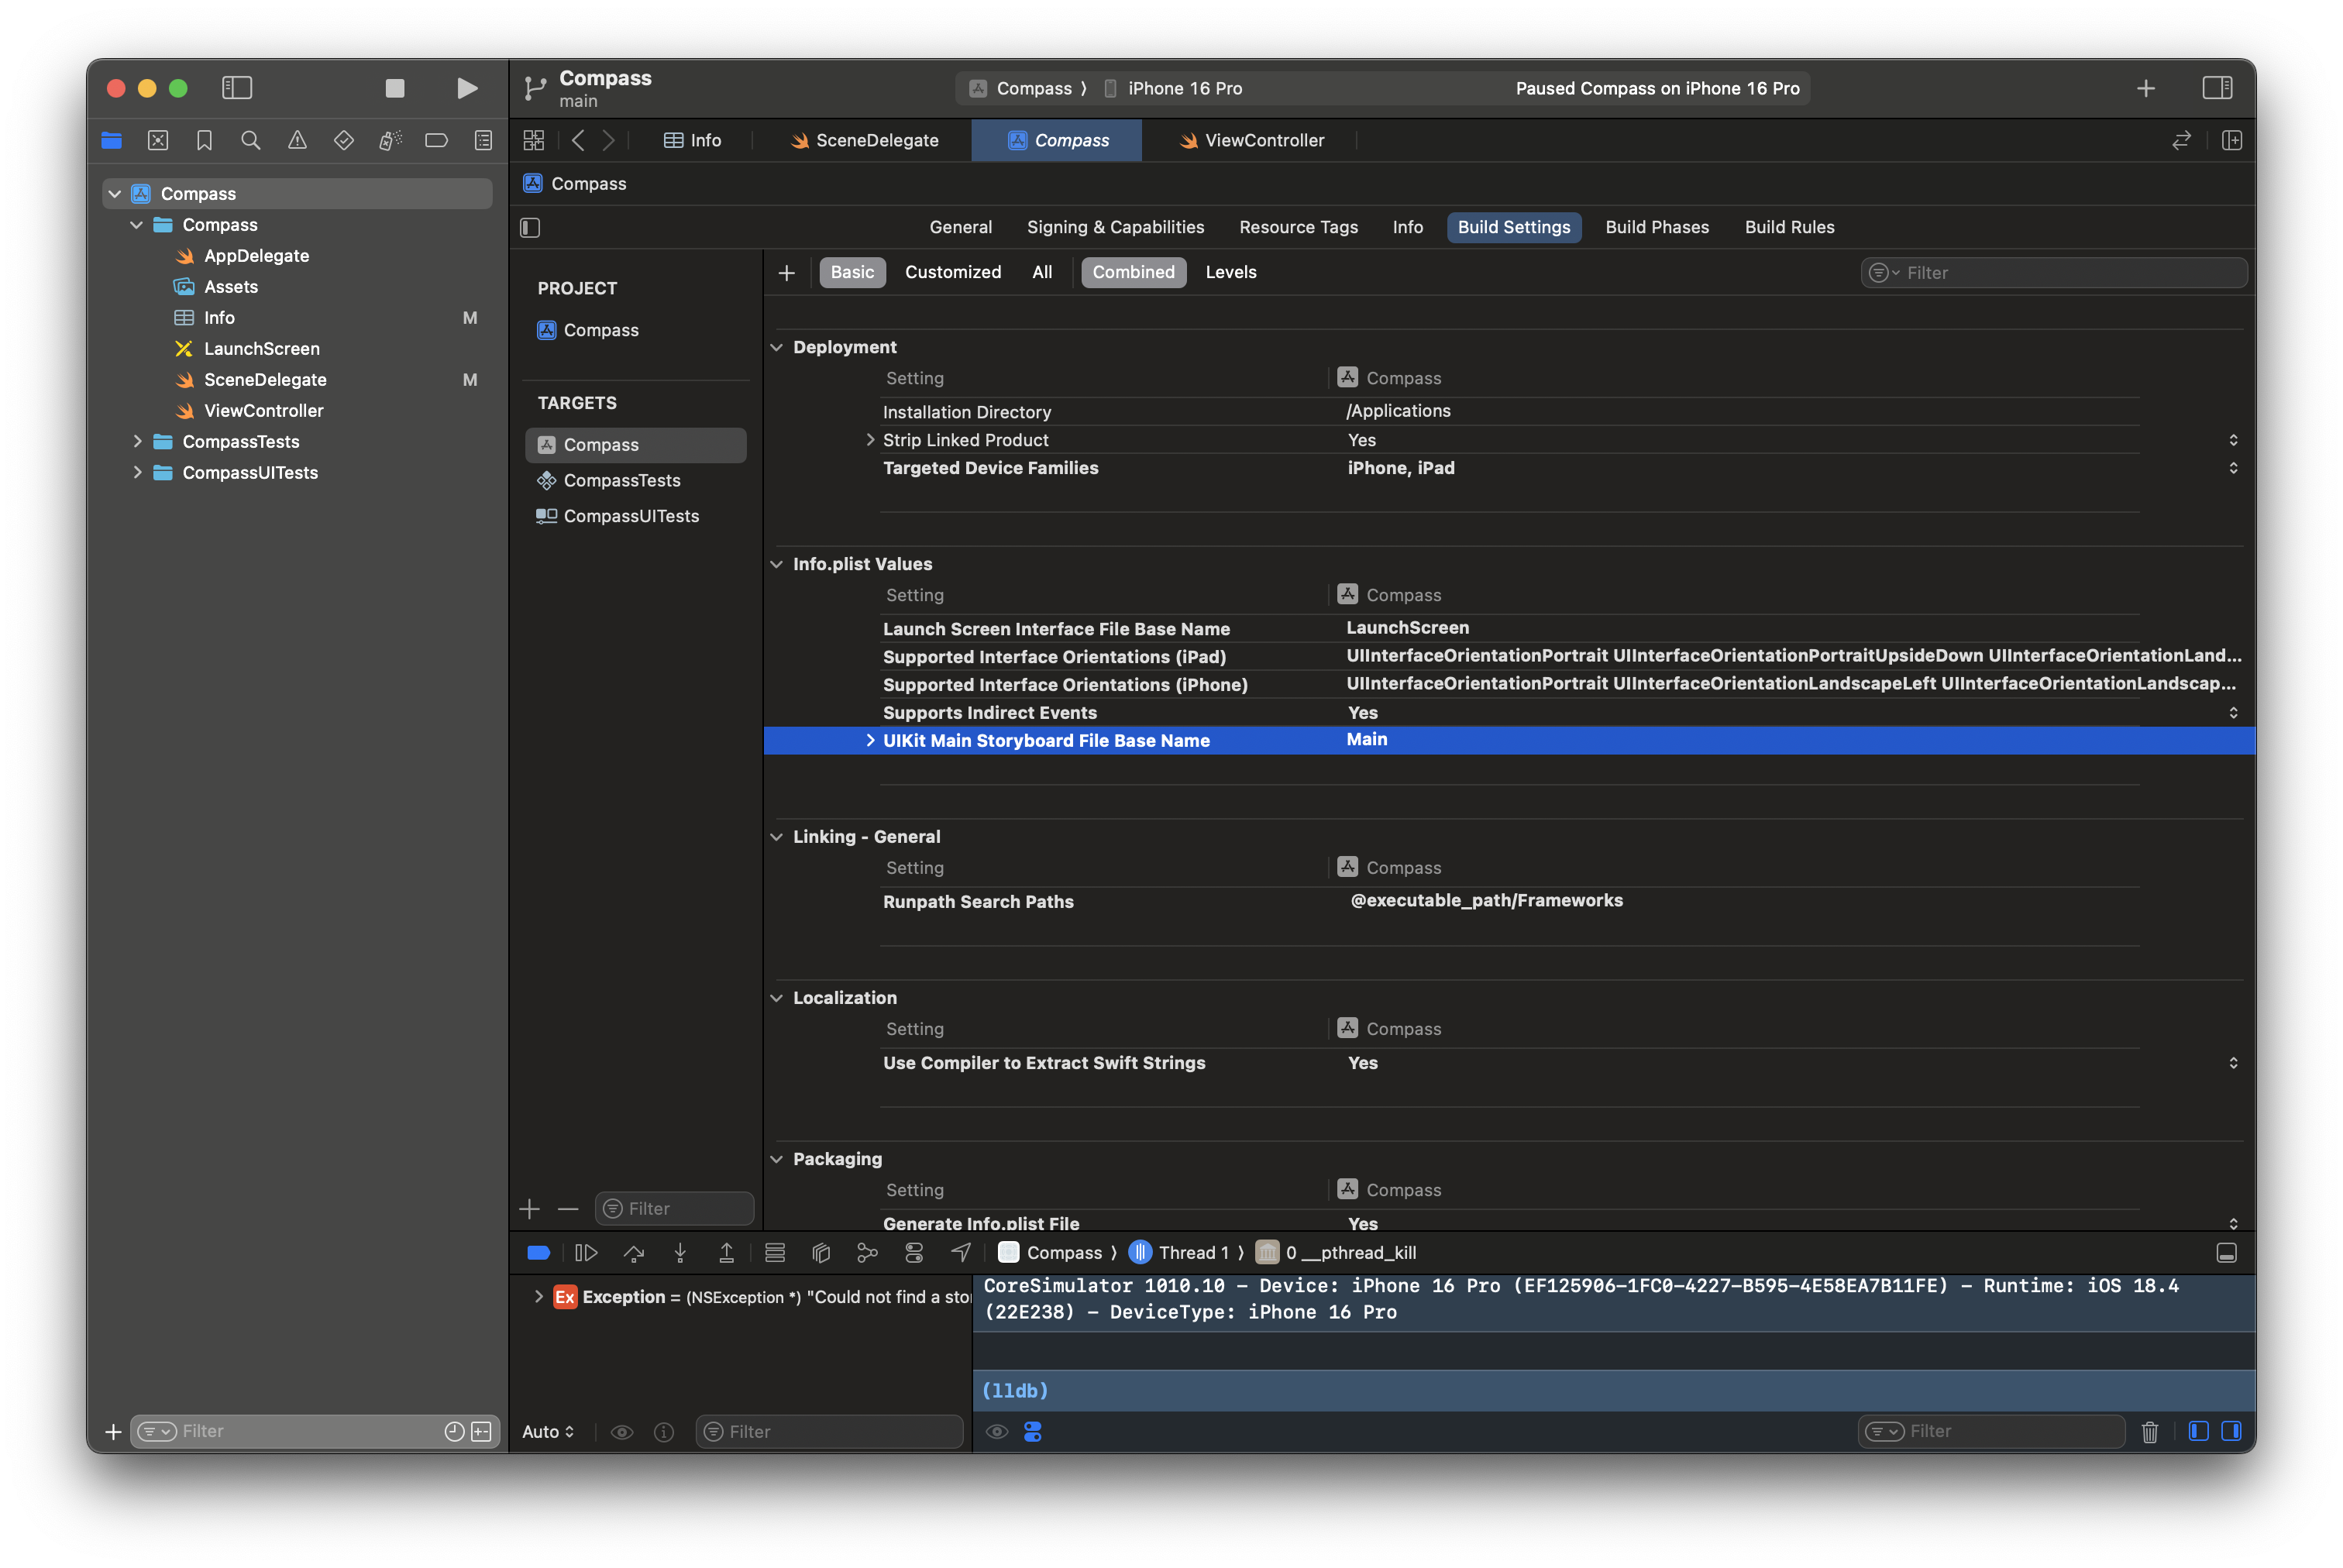 Compass
main
Compass ⟩ iPhone 16 Pro
Paused Compass on iPhone 16 Pro
Info
SceneDelegate
Compass
ViewController
Compass
Compass
AppDelegate
Assets
Info M
LaunchScreen
SceneDelegate M
ViewController
CompassTests
CompassUITests
Filter
Compass
General Signing & Capabilities Resource Tags Info Build Settings Build Phases Build Rules
PROJECT
Compass
TARGETS
Compass
CompassTests
CompassUITests
Filter
Basic Customized All Combined Levels
Filter
Deployment
Setting Compass
Installation Directory /Applications
Strip Linked Product Yes
Targeted Device Families iPhone, iPad
Info.plist Values
Setting Compass
Launch Screen Interface File Base Name LaunchScreen
Supported Interface Orientations (iPad) UIInterfaceOrientationPortrait UIInterfaceOrientationPortraitUpsideDown UIInterfaceOrientationLand...
Supported Interface Orientations (iPhone) UIInterfaceOrientationPortrait UIInterfaceOrientationLandscapeLeft UIInterfaceOrientationLandscap...
Supports Indirect Events Yes
UIKit Main Storyboard File Base Name Main
Linking - General
Setting Compass
Runpath Search Paths @executable_path/Frameworks
Localization
Setting Compass
Use Compiler to Extract Swift Strings Yes
Packaging
Setting Compass
Generate Info.plist File Yes
Compass ⟩ Thread 1 ⟩ 0 __pthread_kill
Ex Exception = (NSException *) "Could not find a sto
Auto
Filter
CoreSimulator 1010.10 – Device: iPhone 16 Pro (EF125906-1FC0-4227-B595-4E58EA7B11FE) – Runtime: iOS 18.4
(22E238) – DeviceType: iPhone 16 Pro
(lldb)
Filter